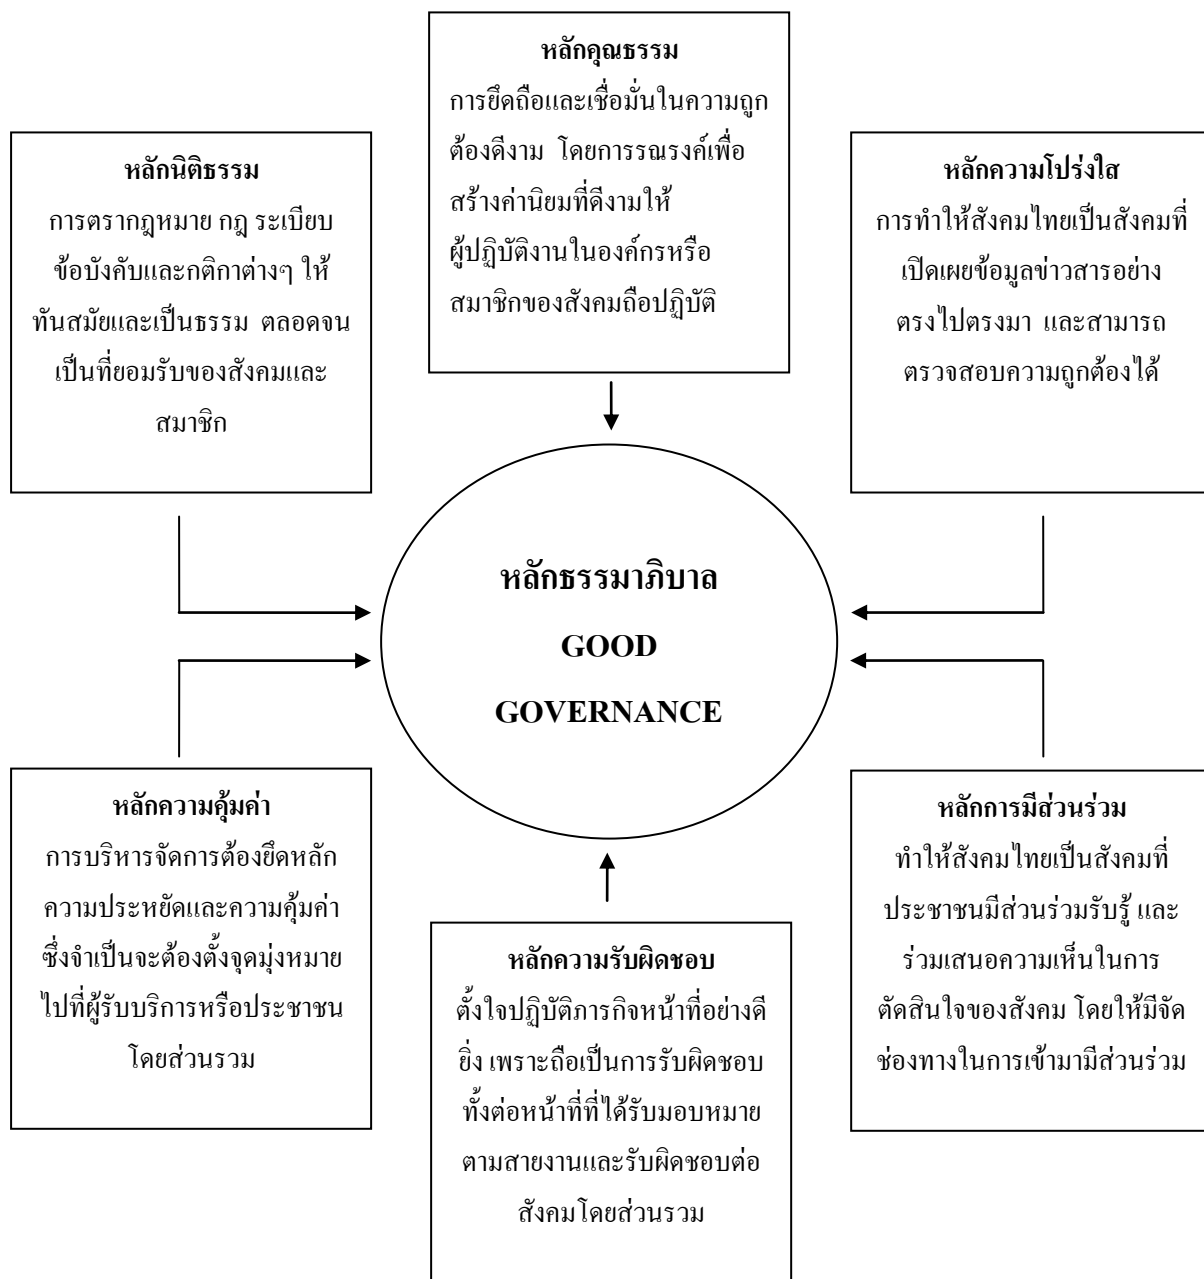 หลักคุณธรรม
การยึดถือและเชื่อมั่นในความถูก
ต้องดีงาม โดยการรณรงค์เพื่อ
สร้างค่านิยมที่ดีงามให้
ผู้ปฏิบัติงานในองค์กรหรือ
สมาชิกของสังคมถือปฏิบัติ
หลักนิติธรรม
การตรากฎหมาย กฎ ระเบียบ
ข้อบังคับและกติกาต่างๆ ให้
ทันสมัยและเป็นธรรม ตลอดจน
เป็นที่ยอมรับของสังคมและ
สมาชิก
หลักความโปร่งใส
การทำให้สังคมไทยเป็นสังคมที่
เปิดเผยข้อมูลข่าวสารอย่าง
ตรงไปตรงมา และสามารถ
ตรวจสอบความถูกต้องได้
หลักธรรมาภิบาล
GOOD
GOVERNANCE
หลักความคุ้มค่า
การบริหารจัดการต้องยึดหลัก
ความประหยัดและความคุ้มค่า
ซึ่งจำเป็นจะต้องตั้งจุดมุ่งหมาย
ไปที่ผู้รับบริการหรือประชาชน
โดยส่วนรวม
หลักความรับผิดชอบ
ตั้งใจปฏิบัติภารกิจหน้าที่อย่างดี
ยิ่ง เพราะถือเป็นการรับผิดชอบ
ทั้งต่อหน้าที่ที่ได้รับมอบหมาย
ตามสายงานและรับผิดชอบต่อ
สังคมโดยส่วนรวม
หลักการมีส่วนร่วม
ทำให้สังคมไทยเป็นสังคมที่
ประชาชนมีส่วนร่วมรับรู้ และ
ร่วมเสนอความเห็นในการ
ตัดสินใจของสังคม โดยให้มีจัด
ช่องทางในการเข้ามามีส่วนร่วม